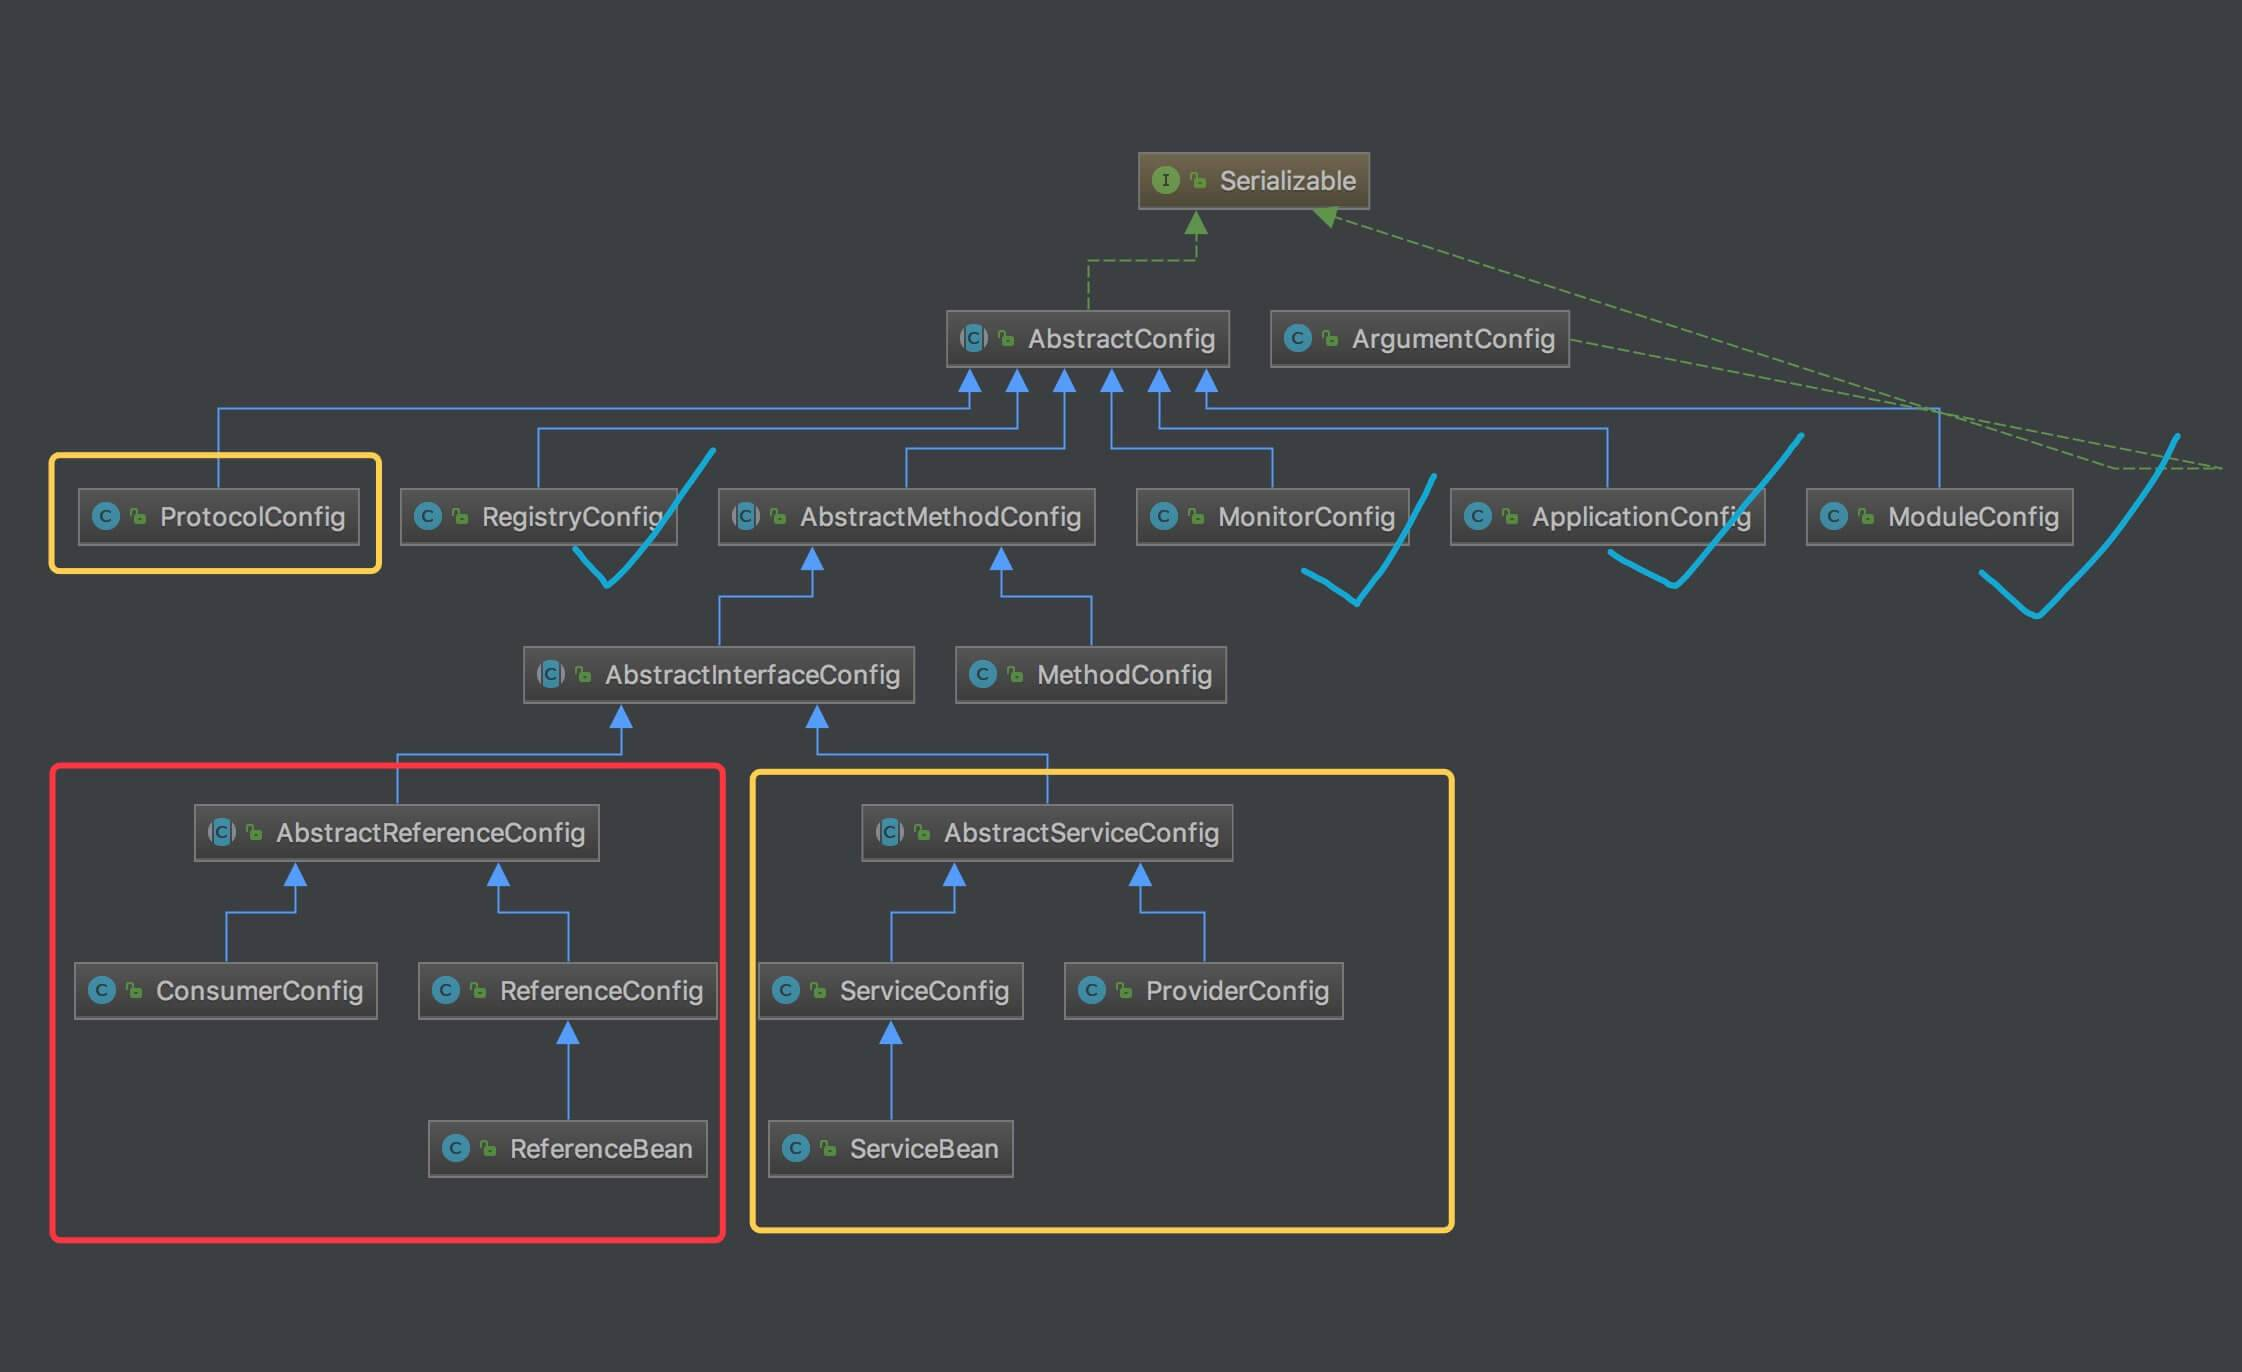 I Serializable
C AbstractConfig
C ArgumentConfig
C ProtocolConfig
C RegistryConfig
C AbstractMethodConfig
C MonitorConfig
C ApplicationConfig
C ModuleConfig
C AbstractInterfaceConfig
C MethodConfig
C AbstractReferenceConfig
C AbstractServiceConfig
C ConsumerConfig
C ReferenceConfig
C ServiceConfig
C ProviderConfig
C ReferenceBean
C ServiceBean